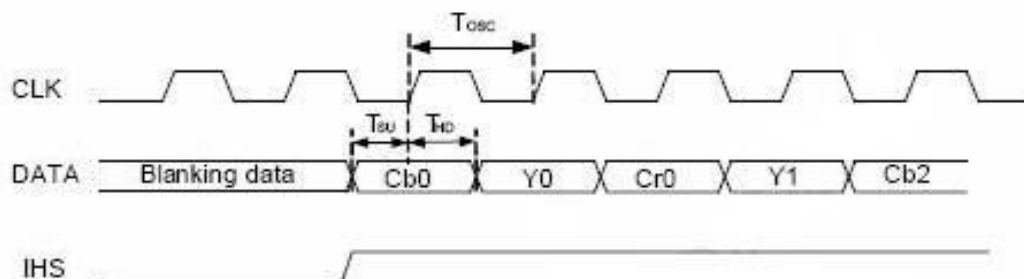 Tosc
CLK
TSU THD
DATA Blanking data Cb0 Y0 Cr0 Y1 Cb2
IHS